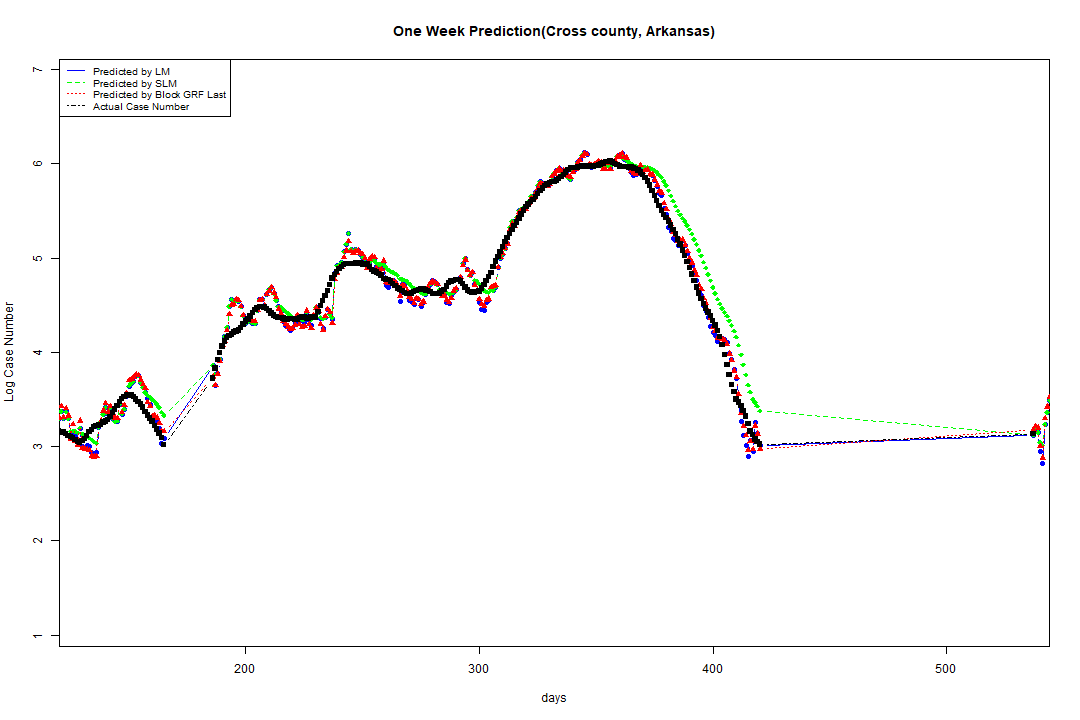 One Week Prediction(Cross county, Arkansas)
Predicted by LM
Predicted by SLM
Predicted by Block GRF Last
Actual Case Number
7
6
5
4
3
2
1
Log Case Number
200 300 400 500
days